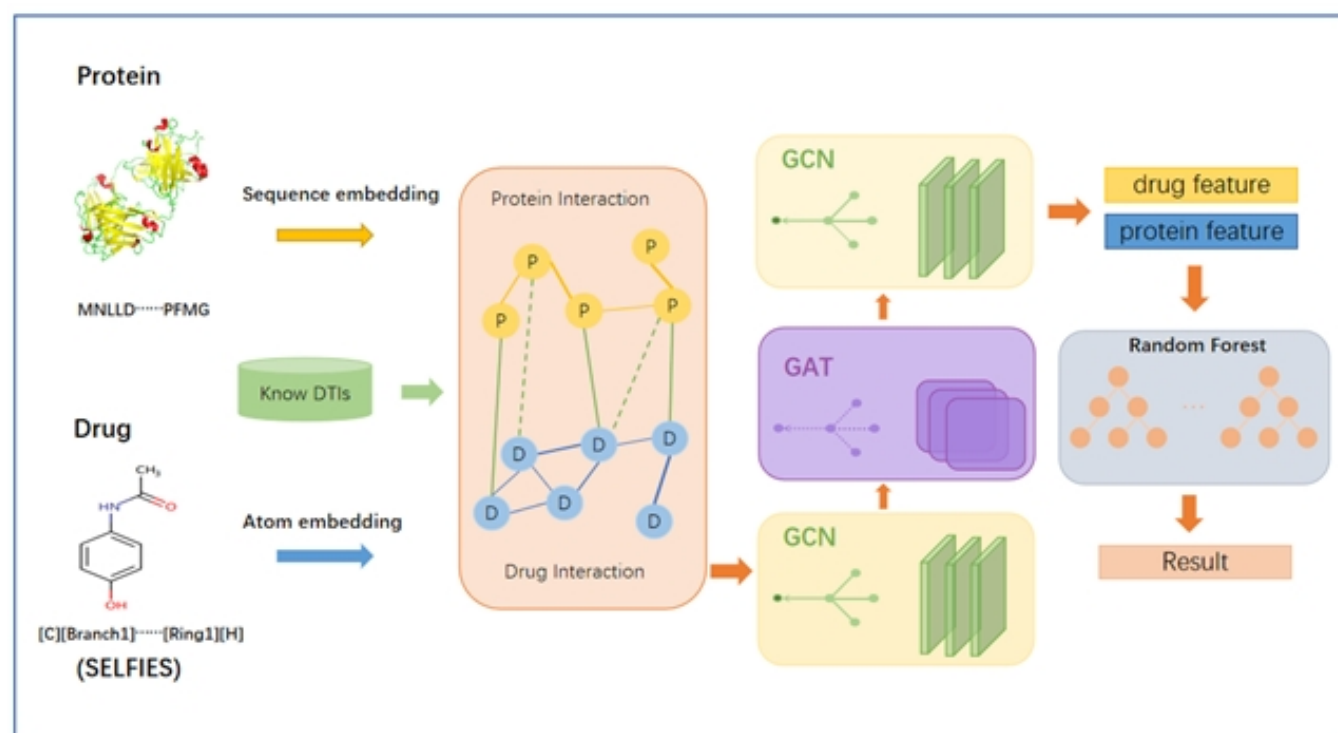 Protein
MNLLD······PFMG
Sequence embedding
Know DTIs
Drug
CH₃
HN
O
OH
Atom embedding
[C][Branch1]······[Ring1][H]
(SELFIES)
Protein Interaction
P
P
P
P
P
D
D
D
D
D
D
Drug Interaction
GCN
GAT
GCN
drug feature
protein feature
Random Forest
...
Result